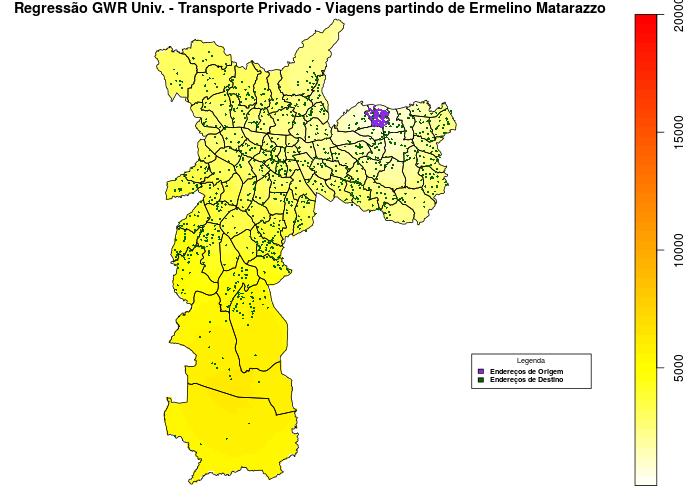 Regressão GWR Univ. - Transporte Privado - Viagens partindo de Ermelino Matarazzo
20000
15000
10000
5000
Legenda
Endereços de Origem
Endereços de Destino